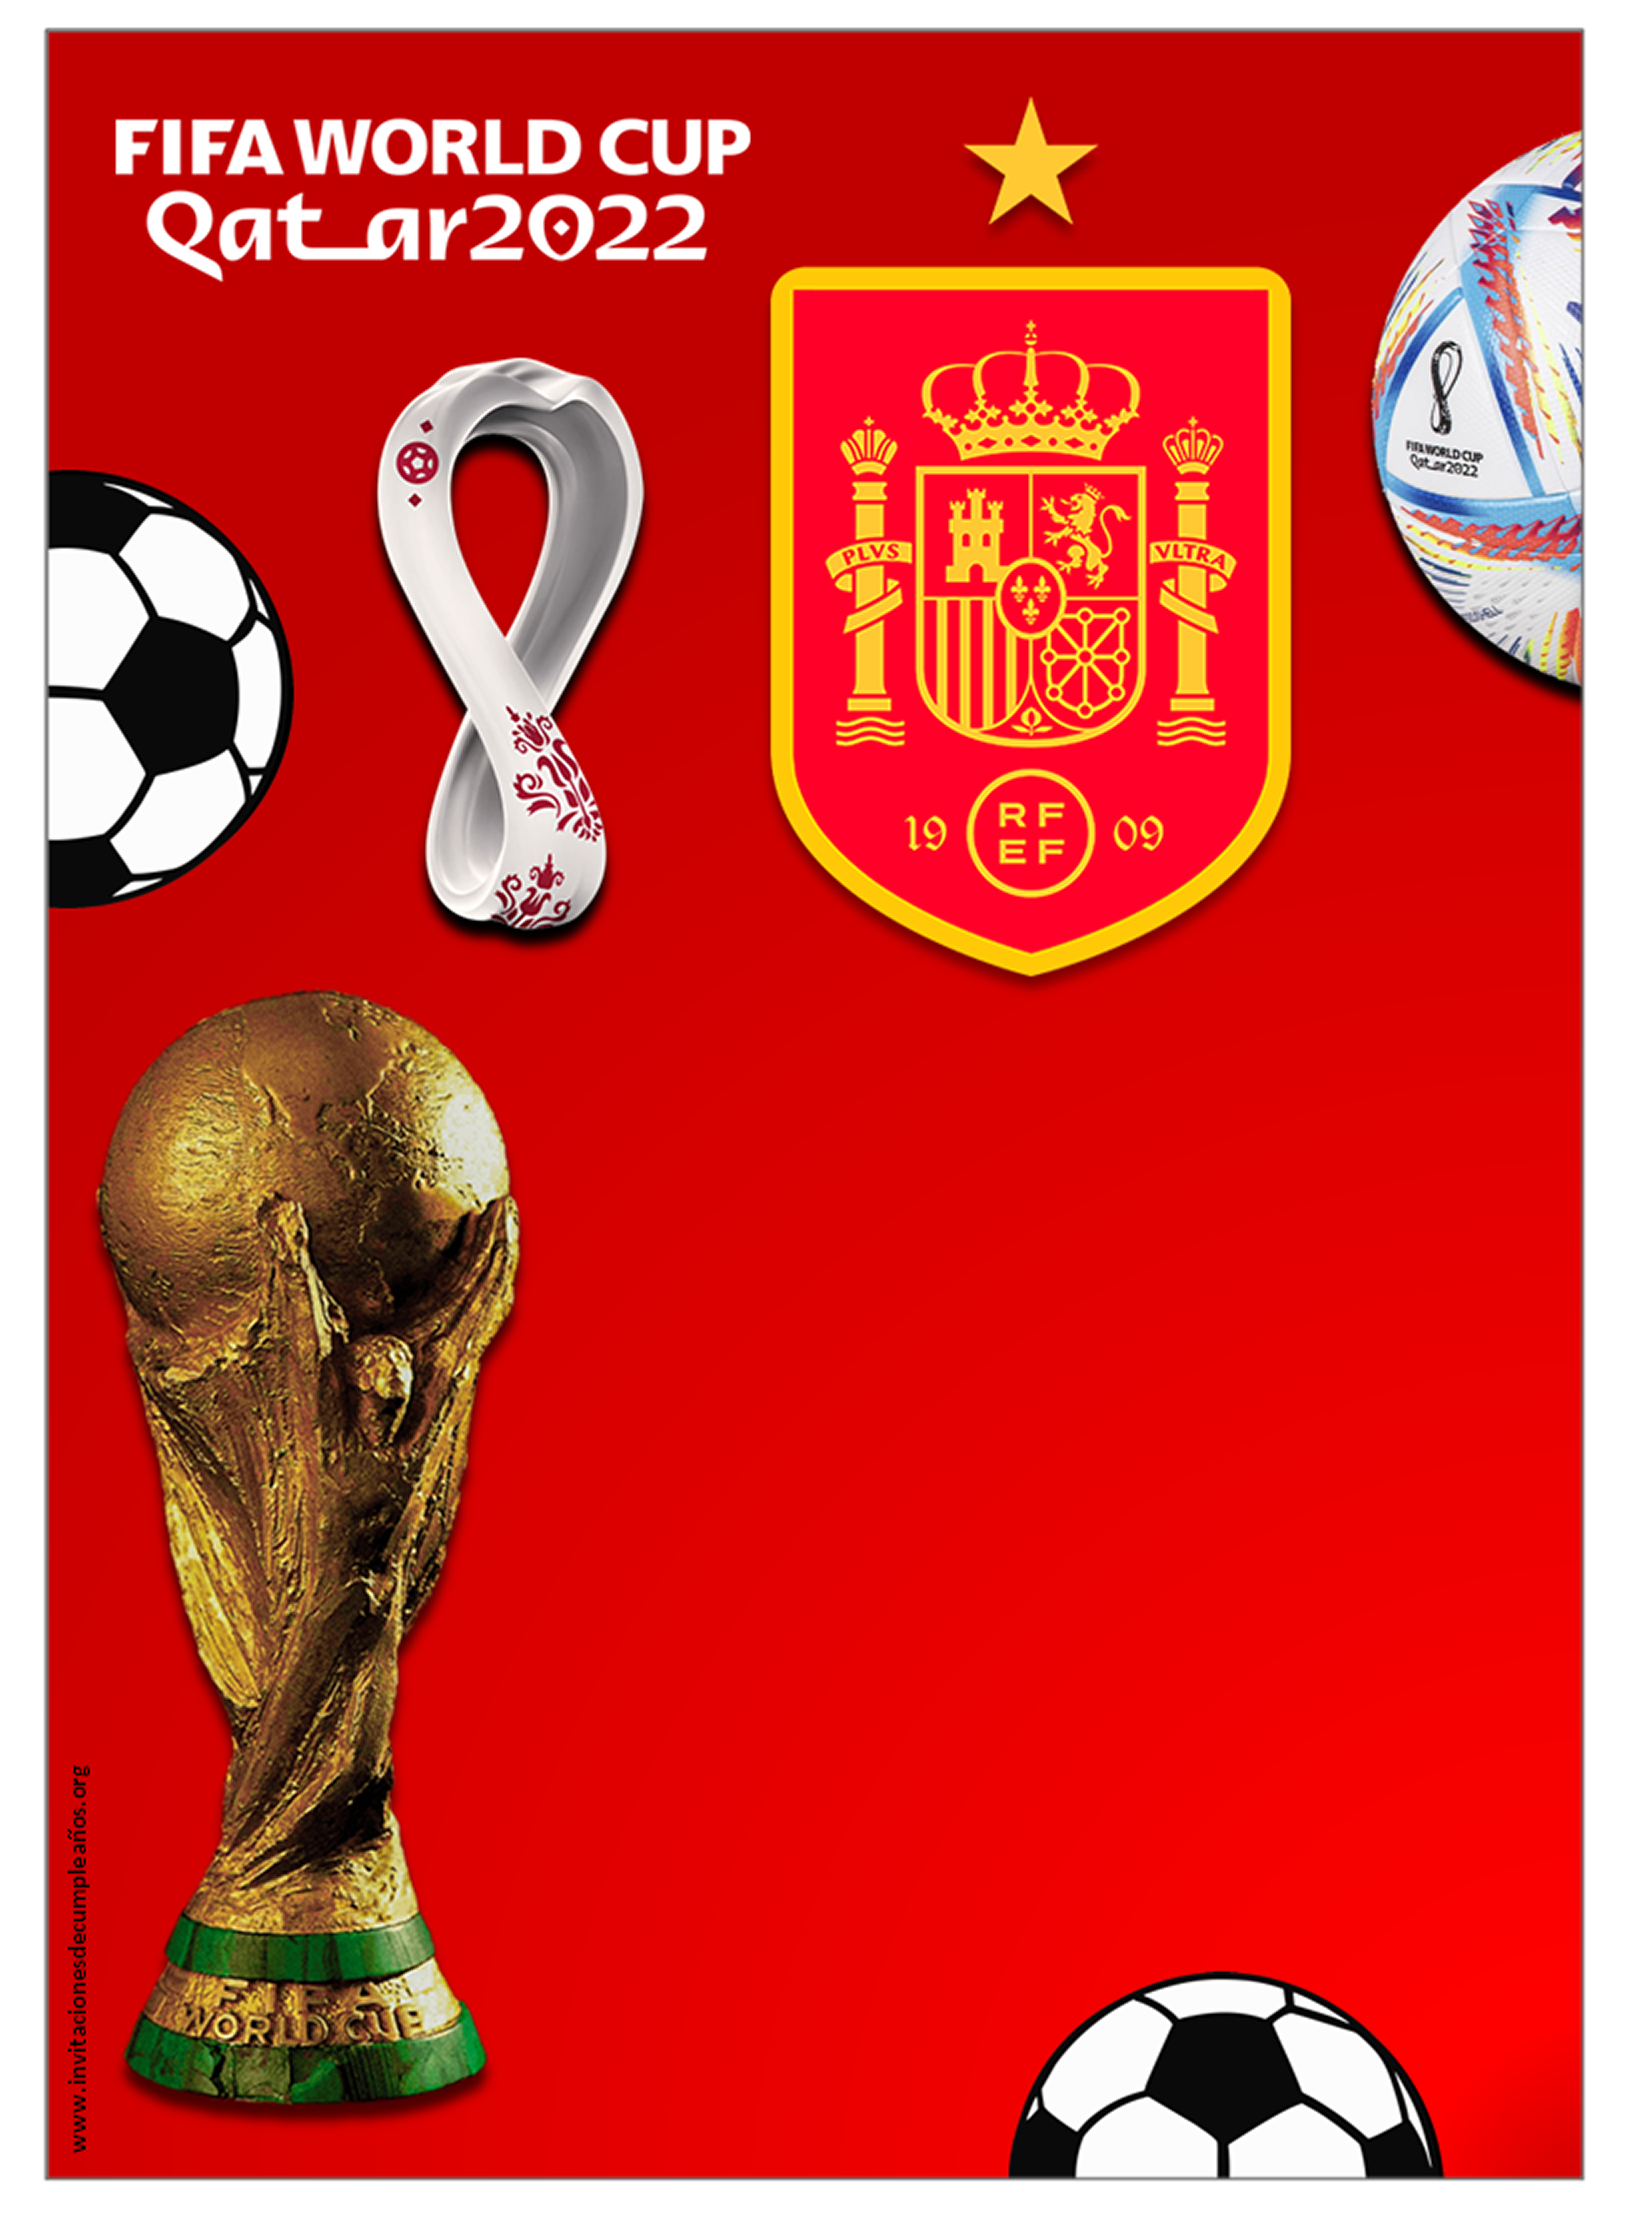 FIFA WORLD CUP
Qatar2022
FIFA WORLD CUP
Qatar2022
PLVS
VLTRA
19
RF
EF
09
FIFA
WORLD CUP
www.invitacionesdecumpleaños.org